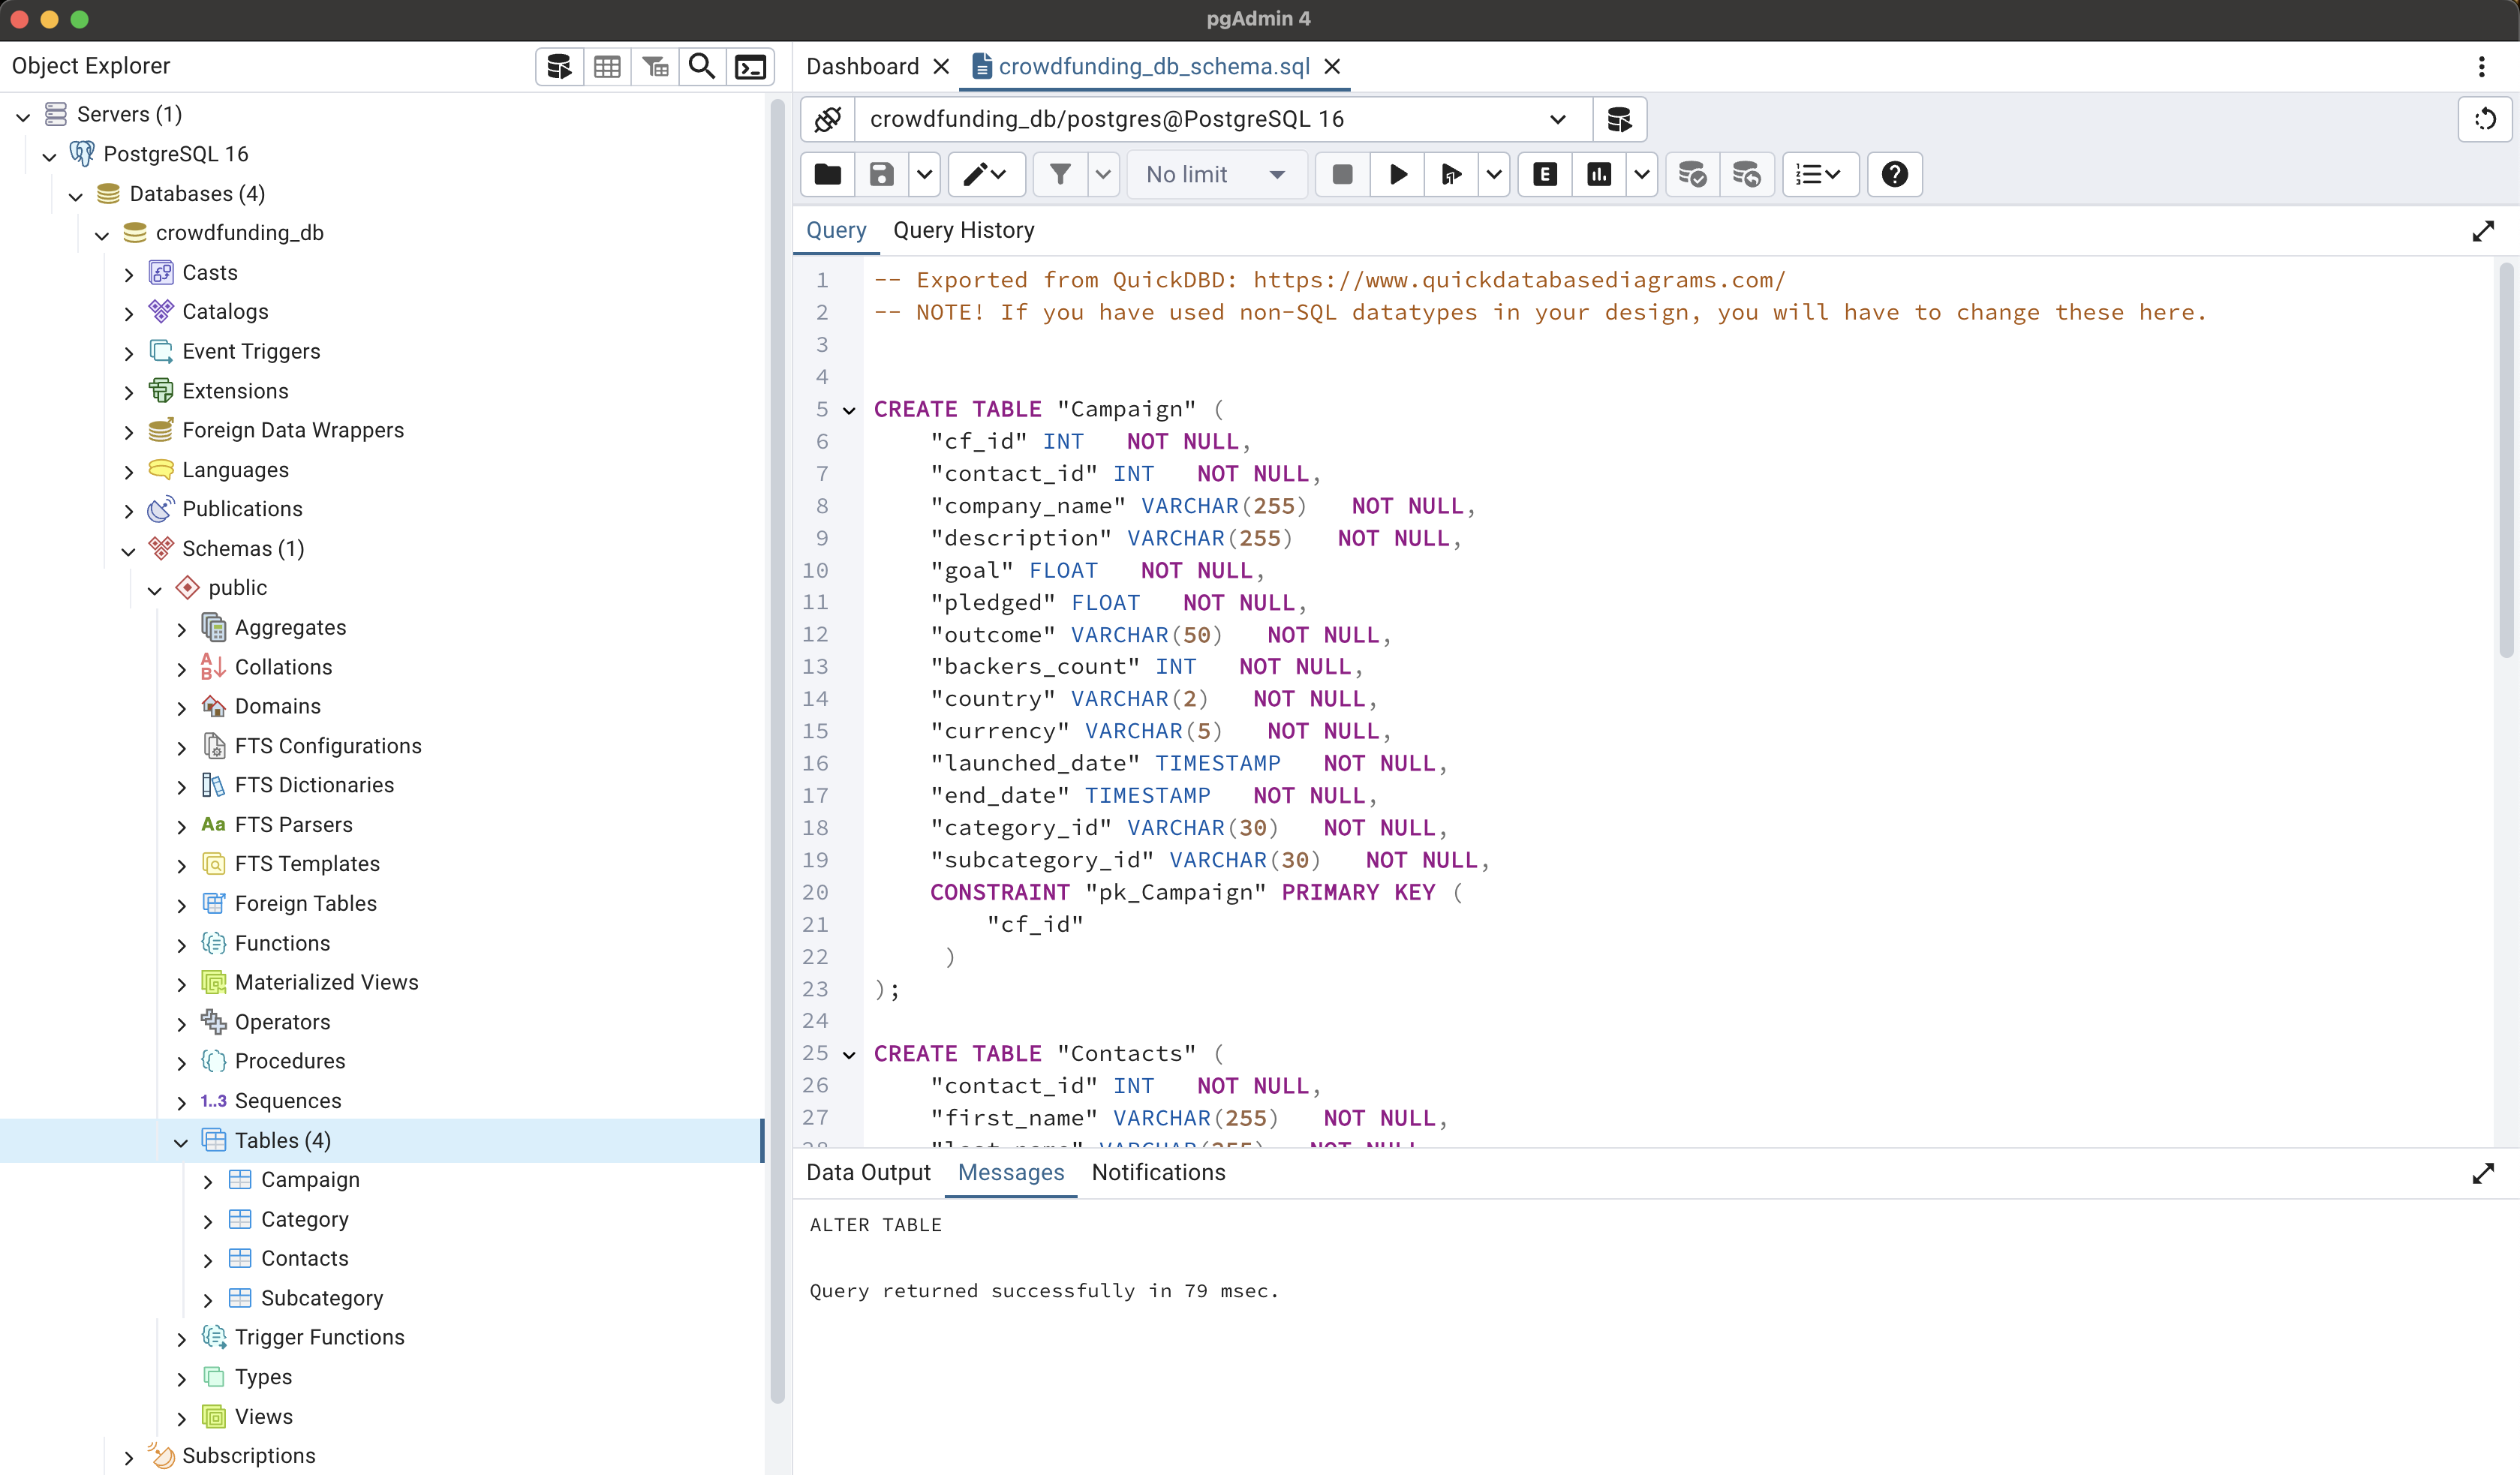 pgAdmin 4
Object Explorer
Servers (1)
PostgreSQL 16
Databases (4)
crowdfunding_db
Casts
Catalogs
Event Triggers
Extensions
Foreign Data Wrappers
Languages
Publications
Schemas (1)
public
Aggregates
Collations
Domains
FTS Configurations
FTS Dictionaries
Aa FTS Parsers
FTS Templates
Foreign Tables
Functions
Materialized Views
Operators
Procedures
1..3 Sequences
Tables (4)
Campaign
Category
Contacts
Subcategory
Trigger Functions
Types
Views
Subscriptions
Dashboard crowdfunding_db_schema.sql
crowdfunding_db/postgres@PostgreSQL 16
No limit E
Query Query History
1 -- Exported from QuickDBD: https://www.quickdatabasediagrams.com/
2 -- NOTE! If you have used non-SQL datatypes in your design, you will have to change these here.
3
4
5 CREATE TABLE "Campaign" (
6 "cf_id" INT NOT NULL,
7 "contact_id" INT NOT NULL,
8 "company_name" VARCHAR(255) NOT NULL,
9 "description" VARCHAR(255) NOT NULL,
10 "goal" FLOAT NOT NULL,
11 "pledged" FLOAT NOT NULL,
12 "outcome" VARCHAR(50) NOT NULL,
13 "backers_count" INT NOT NULL,
14 "country" VARCHAR(2) NOT NULL,
15 "currency" VARCHAR(5) NOT NULL,
16 "launched_date" TIMESTAMP NOT NULL,
17 "end_date" TIMESTAMP NOT NULL,
18 "category_id" VARCHAR(30) NOT NULL,
19 "subcategory_id" VARCHAR(30) NOT NULL,
20 CONSTRAINT "pk_Campaign" PRIMARY KEY (
21 "cf_id"
22 )
23 );
24
25 CREATE TABLE "Contacts" (
26 "contact_id" INT NOT NULL,
27 "first_name" VARCHAR(255) NOT NULL,
28 "last_name" VARCHAR(255) NOT NULL
Data Output Messages Notifications
ALTER TABLE
Query returned successfully in 79 msec.